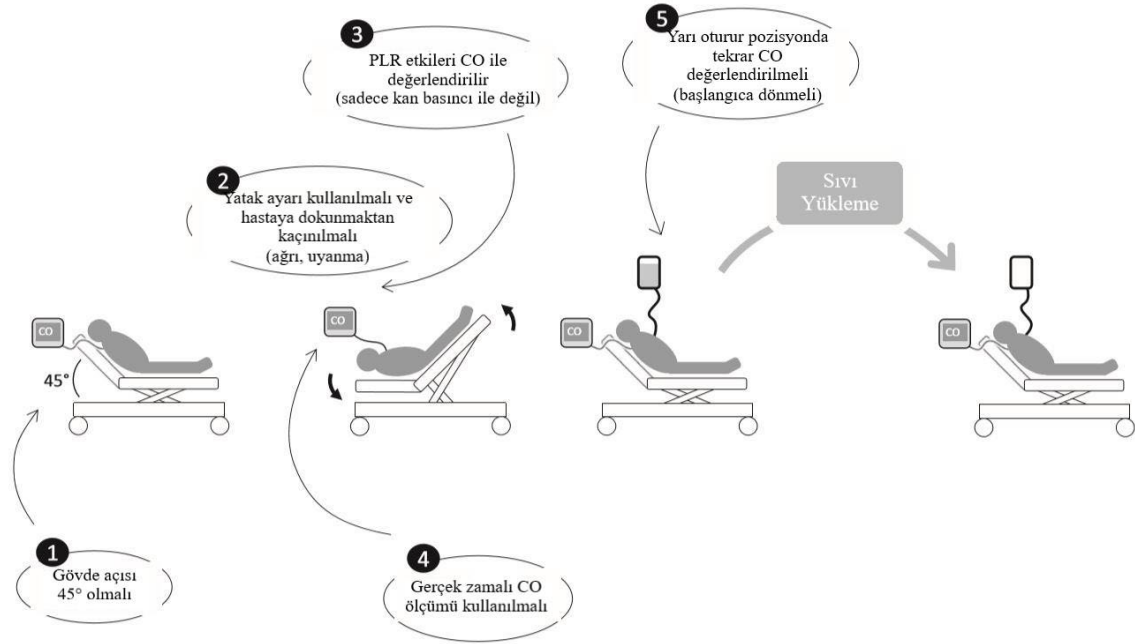 1
Gövde açısı
45° olmalı
2
Yatak ayarı kullanılmalı ve
hastaya dokunmaktan
kaçınılmalı
(ağrı, uyanma)
3
PLR etkileri CO ile
değerlendirilir
(sadece kan basıncı ile değil)
4
Gerçek zamalı CO
ölçümü kullanılmalı
5
Yarı oturur pozisyonda
tekrar CO
değerlendirilmeli
(başlangıca dönmeli)
Sıvı
Yükleme
CO
45°
CO
CO
CO